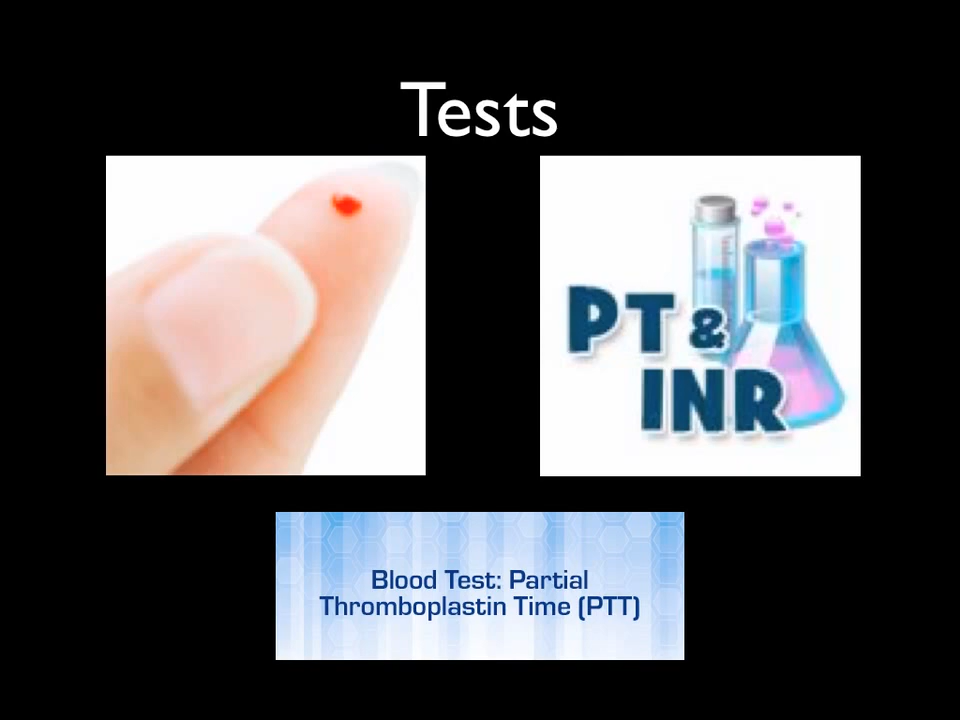 Tests
PT &
INR
Blood Test: Partial
Thromboplastin Time (PTT)